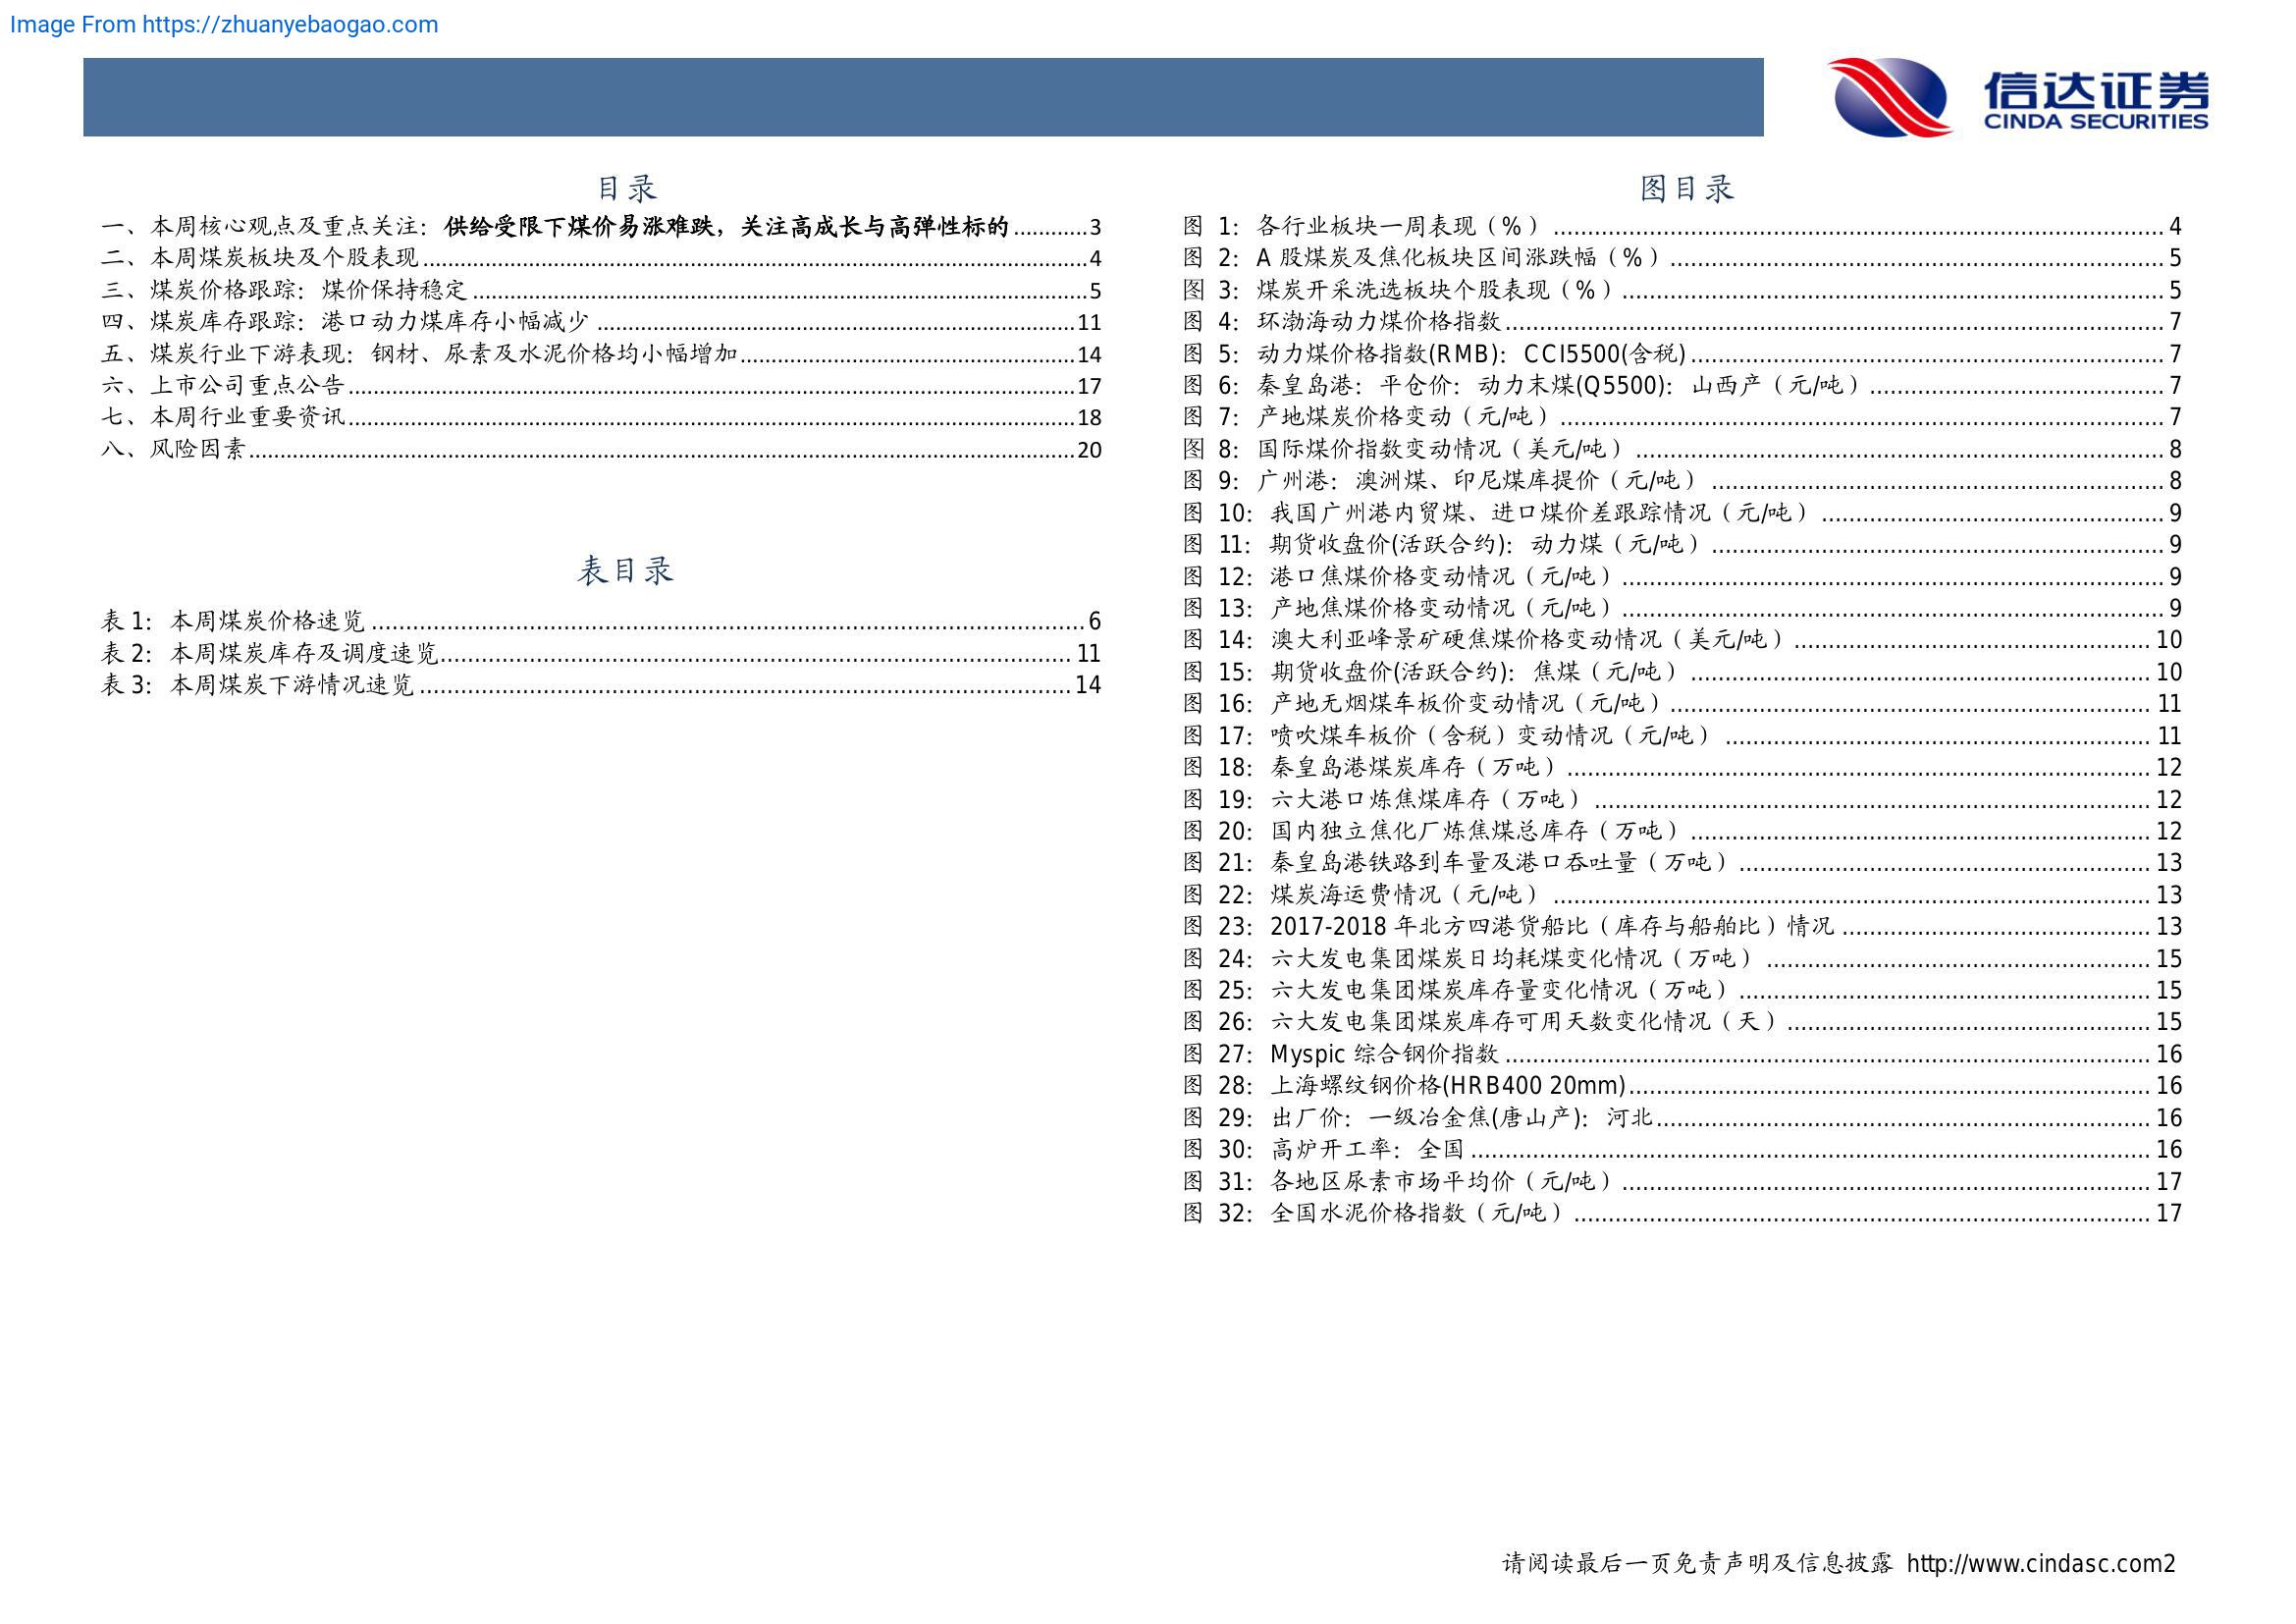 Image From https://zhuanyebaogao.com
信达证券
CINDA SECURITIES
目录
一、本周核心观点及重点关注：供给受限下煤价易涨难跌，关注高成长与高弹性标的............3
二、本周煤炭板块及个股表现............4
三、煤炭价格跟踪：煤价保持稳定............5
四、煤炭库存跟踪：港口动力煤库存小幅减少............11
五、煤炭行业下游表现：钢材、尿素及水泥价格均小幅增加............14
六、上市公司重点公告............17
七、本周行业重要资讯............18
八、风险因素............20
表目录
表 1：本周煤炭价格速览............6
表 2：本周煤炭库存及调度速览............11
表 3：本周煤炭下游情况速览............14
图目录
图 1：各行业板块一周表现（%）............4
图 2：A 股煤炭及焦化板块区间涨跌幅（%）............5
图 3：煤炭开采洗选板块个股表现（%）............5
图 4：环渤海动力煤价格指数............7
图 5：动力煤价格指数(RMB)：CCI5500(含税)............7
图 6：秦皇岛港：平仓价：动力末煤(Q5500)：山西产（元/吨）............7
图 7：产地煤炭价格变动（元/吨）............7
图 8：国际煤价指数变动情况（美元/吨）............8
图 9：广州港：澳洲煤、印尼煤库提价（元/吨）............8
图 10：我国广州港内贸煤、进口煤价差跟踪情况（元/吨）............9
图 11：期货收盘价(活跃合约)：动力煤（元/吨）............9
图 12：港口焦煤价格变动情况（元/吨）............9
图 13：产地焦煤价格变动情况（元/吨）............9
图 14：澳大利亚峰景矿硬焦煤价格变动情况（美元/吨）............10
图 15：期货收盘价(活跃合约)：焦煤（元/吨）............10
图 16：产地无烟煤车板价变动情况（元/吨）............11
图 17：喷吹煤车板价（含税）变动情况（元/吨）............11
图 18：秦皇岛港煤炭库存（万吨）............12
图 19：六大港口炼焦煤库存（万吨）............12
图 20：国内独立焦化厂炼焦煤总库存（万吨）............12
图 21：秦皇岛港铁路到车量及港口吞吐量（万吨）............13
图 22：煤炭海运费情况（元/吨）............13
图 23：2017-2018 年北方四港货船比（库存与船舶比）情况............13
图 24：六大发电集团煤炭日均耗煤变化情况（万吨）............15
图 25：六大发电集团煤炭库存量变化情况（万吨）............15
图 26：六大发电集团煤炭库存可用天数变化情况（天）............15
图 27：Myspic 综合钢价指数............16
图 28：上海螺纹钢价格(HRB400 20mm)............16
图 29：出厂价：一级冶金焦(唐山产)：河北............16
图 30：高炉开工率：全国............16
图 31：各地区尿素市场平均价（元/吨）............17
图 32：全国水泥价格指数（元/吨）............17
请阅读最后一页免责声明及信息披露 http://www.cindasc.com2